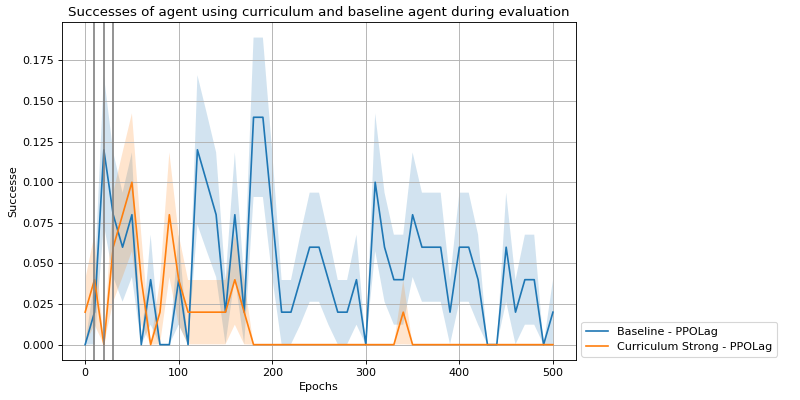 Successes of agent using curriculum and baseline agent during evaluation
0.175
0.150
0.125
0.100
0.075
0.050
0.025
0.000
Successe
0 100 200 300 400 500
Epochs
Baseline - PPOLag
Curriculum Strong - PPOLag